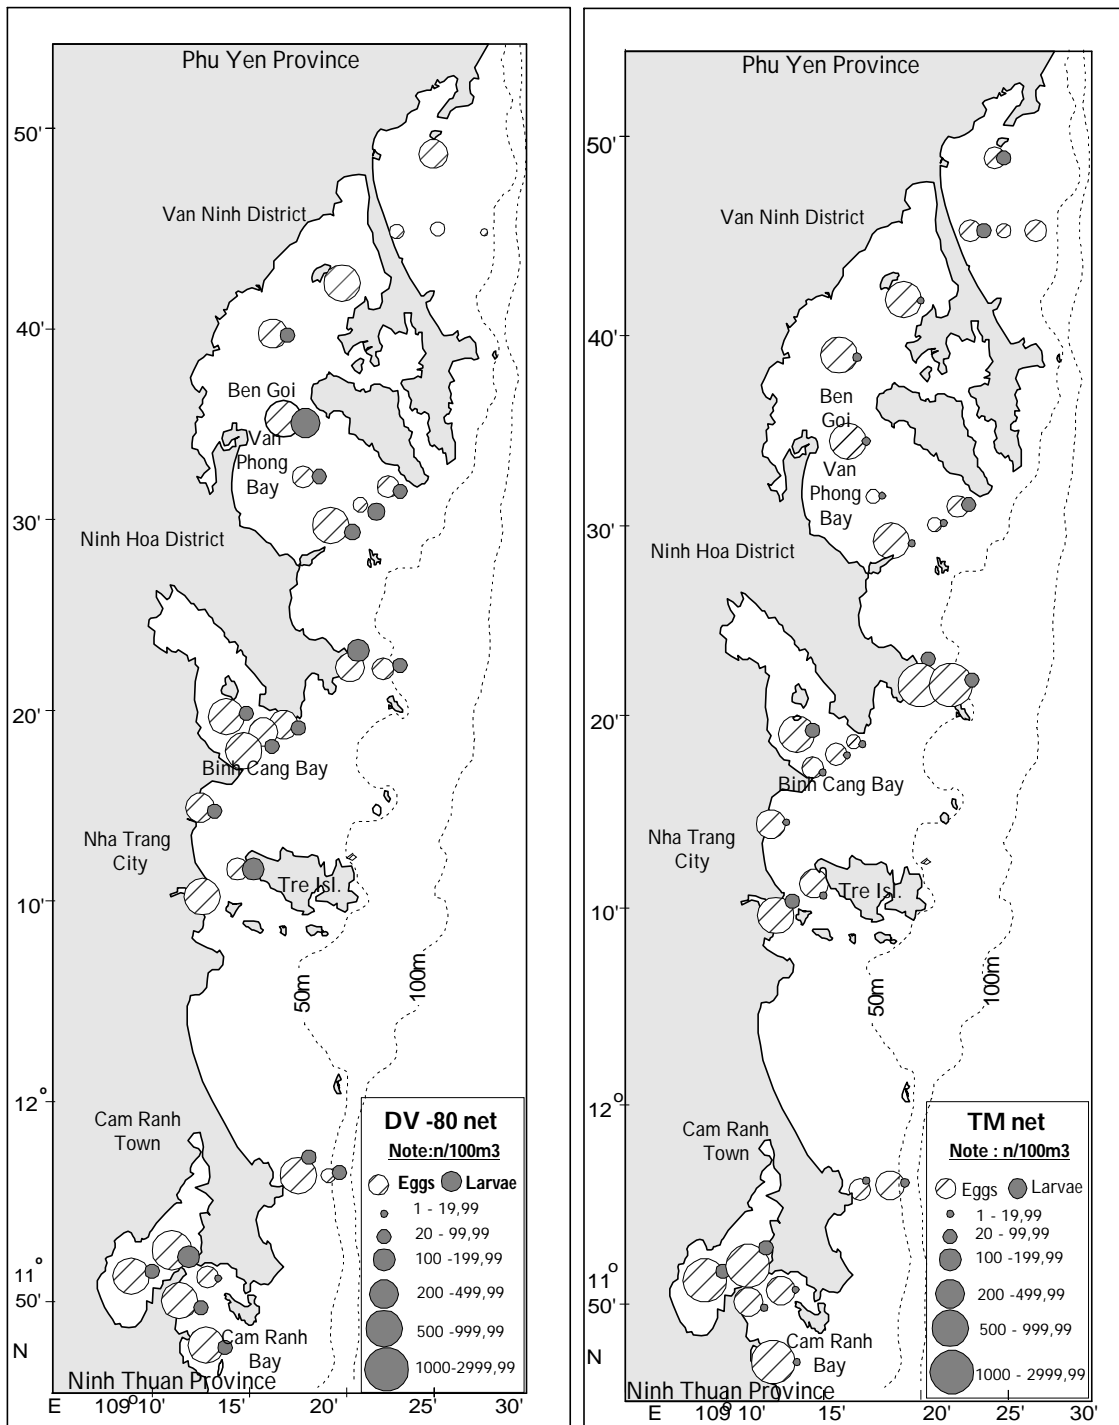 Phu Yen Province
50'
Van Ninh District
40'
Ben Goi
Van
Phong
Bay
30'
Ninh Hoa District
20'
Binh Cang Bay
Nha Trang
City
Tre Isl.
10'
50m
100m
12°
Cam Ranh
Town
DV -80 net
Note:n/100m3
Eggs Larvae
1 - 19,99
20 - 99,99
100 -199,99
200 -499,99
500 -999,99
1000-2999,99
11°
50'
N
Cam Ranh
Bay
Ninh Thuan Province
E 109° 10' 15' 20' 25' 30'
Phu Yen Province
50'
Van Ninh District
40'
Ben
Goi
Van
Phong
Bay
30'
Ninh Hoa District
20'
Binh Cang Bay
Nha Trang
City
Tre Isl.
10'
50m
100m
12°
Cam Ranh
Town
TM net
Note : n/100m3
Eggs Larvae
1 - 19,99
20 - 99,99
100 -199,99
200 -499,99
500 - 999,99
1000 - 2999,99
11°
50'
N
Cam Ranh
Bay
Ninh Thuan Province
E 109° 10' 15' 20' 25' 30'